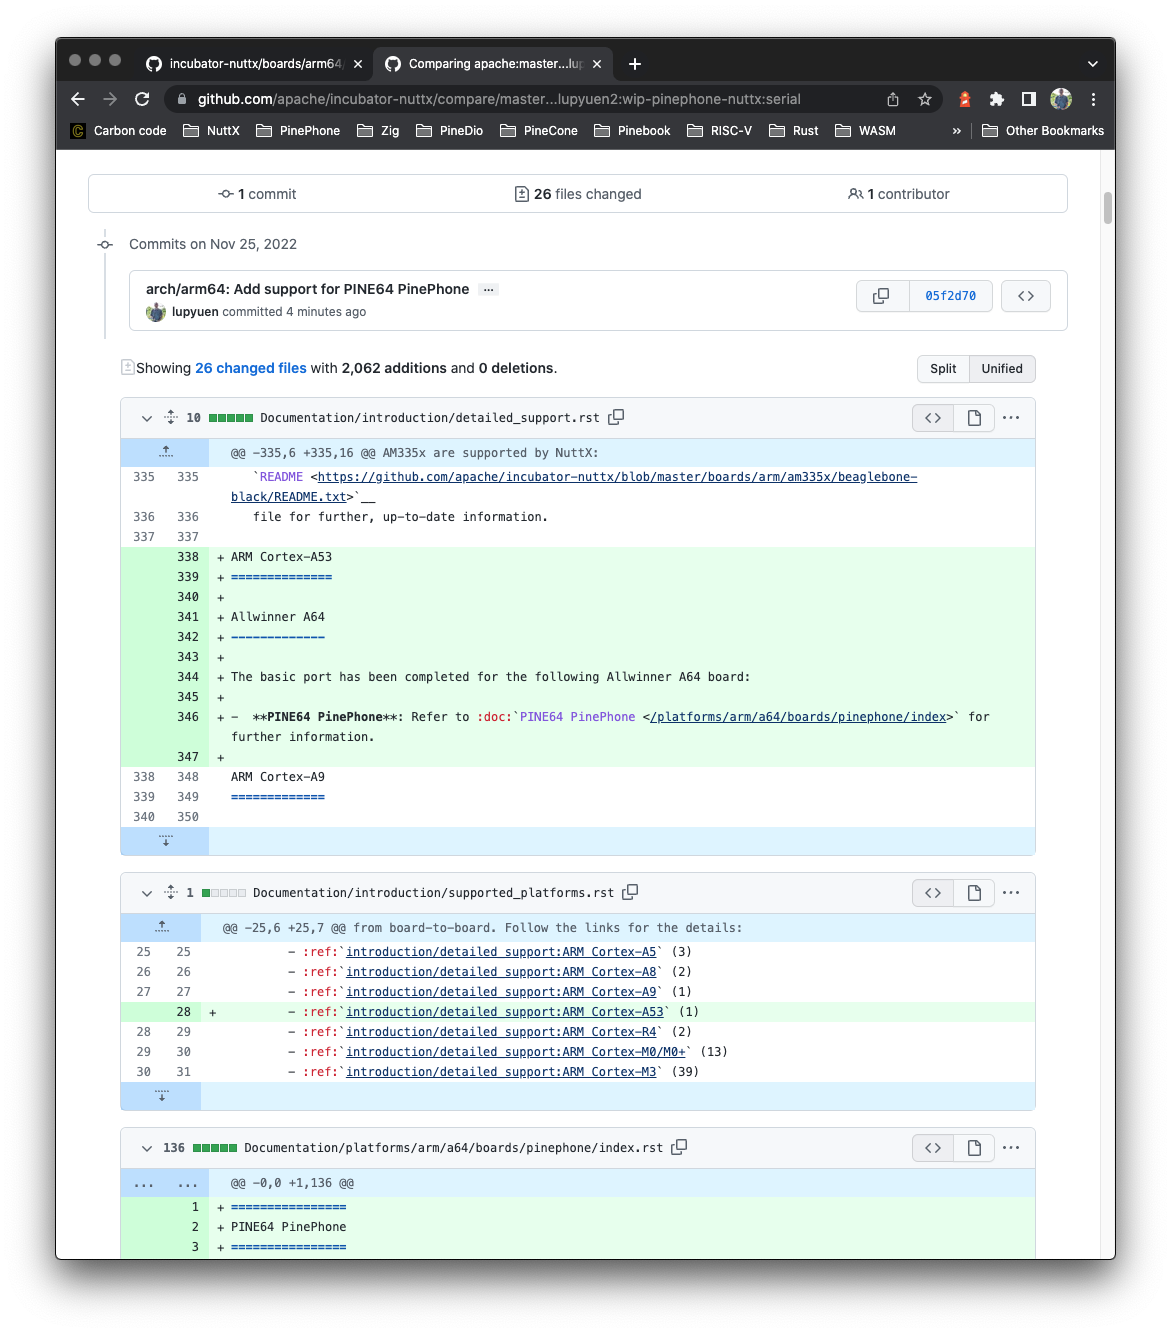 incubator-nuttx/boards/arm64
Comparing apache:master...lup
github.com/apache/incubator-nuttx/compare/master...lupyuen2:wip-pinephone-nuttx:serial
Carbon code NuttX PinePhone Zig PineDio PineCone Pinebook RISC-V Rust WASM » Other Bookmarks
1 commit 26 files changed 1 contributor
Commits on Nov 25, 2022
arch/arm64: Add support for PINE64 PinePhone ...
05f2d70
lupyuen committed 4 minutes ago
Showing 26 changed files with 2,062 additions and 0 deletions.
Split Unified
10 Documentation/introduction/detailed_support.rst
@@ -335,6 +335,16 @@ AM335x are supported by NuttX:
335 335 `README <https://github.com/apache/incubator-nuttx/blob/master/boards/arm/am335x/beaglebone-
black/README.txt>`__
336 336 file for further, up-to-date information.
337 337
338 + ARM Cortex-A53
339 + ==============
340 +
341 + Allwinner A64
342 + -------------
343 +
344 + The basic port has been completed for the following Allwinner A64 board:
345 +
346 + - **PINE64 PinePhone**: Refer to :doc:`PINE64 PinePhone </platforms/arm/a64/boards/pinephone/index>` for
further information.
347 +
338 348 ARM Cortex-A9
339 349 =============
340 350
1 Documentation/introduction/supported_platforms.rst
@@ -25,6 +25,7 @@ from board-to-board. Follow the links for the details:
25 25 - :ref:`introduction/detailed_support:ARM Cortex-A5` (3)
26 26 - :ref:`introduction/detailed_support:ARM Cortex-A8` (2)
27 27 - :ref:`introduction/detailed_support:ARM Cortex-A9` (1)
28 + - :ref:`introduction/detailed_support:ARM Cortex-A53` (1)
28 29 - :ref:`introduction/detailed_support:ARM Cortex-R4` (2)
29 30 - :ref:`introduction/detailed_support:ARM Cortex-M0/M0+` (13)
30 31 - :ref:`introduction/detailed_support:ARM Cortex-M3` (39)
136 Documentation/platforms/arm/a64/boards/pinephone/index.rst
... ... @@ -0,0 +1,136 @@
1 + ================
2 + PINE64 PinePhone
3 + ================